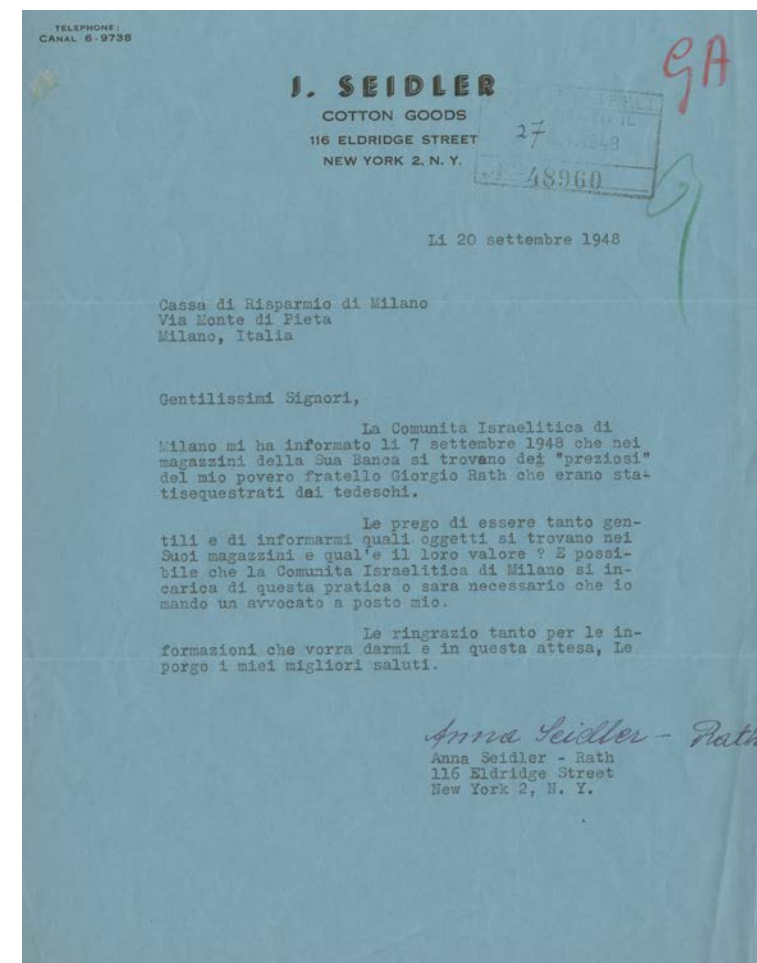 TELEPHONE:
CANAL 6-9738
GA
J. SEIDLER
COTTON GOODS
116 ELDRIDGE STREET
NEW YORK 2, N. Y.
27 1948
48960
Li 20 settembre 1948
Cassa di Risparmio di Milano
Via Monte di Pieta
Milano, Italia
Gentilissimi Signori,
La Comunita Israelitica di
Milano mi ha informato li 7 settembre 1948 che nei
magazzini della Sua Banca si trovano dei "preziosi"
del mio povero fratello Giorgio Rath che erano sta-
tisequestrati dai tedeschi.
Le prego di essere tanto gen-
tili e di informarmi quali oggetti si trovano nei
Suoi magazzini e qual'e il loro valore ? E possi-
bile che la Comunita Israelitica di Milano si in-
carica di questa pratica o sara necessario che io
mando un avvocato a posto mio.
Le ringrazio tanto per le in-
formazioni che vorra darmi e in questa attesa, Le
porgo i miei migliori saluti.
Anna Seidler - Rath
Anna Seidler - Rath
116 Eldridge Street
New York 2, N. Y.